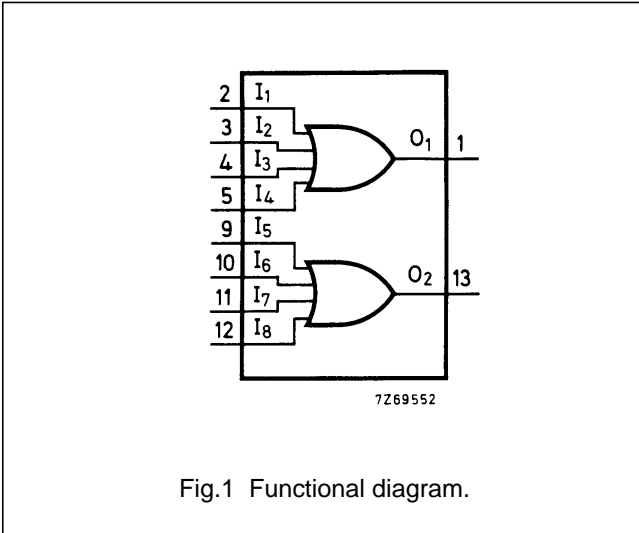 2 I1
3 I2
4 I3
5 I4
O1 1
9 I5
10 I6
11 I7
12 I8
O2 13
7Z69552
Fig.1 Functional diagram.